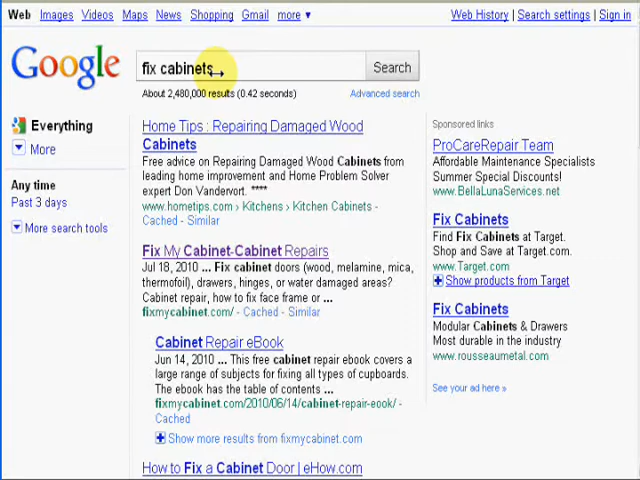 Web Images Videos Maps News Shopping Gmail more ▼ Web History | Search settings | Sign in
Google
fix cabinets
Search
About 2,480,000 results (0.42 seconds)
Advanced search
Everything
More
Any time
Past 3 days
More search tools
Home Tips : Repairing Damaged Wood
Cabinets
Free advice on Repairing Damaged Wood Cabinets from
leading home improvement and Home Problem Solver
expert Don Vandervort. ****
www.hometips.com › Kitchens › Kitchen Cabinets -
Cached - Similar
Fix My Cabinet-Cabinet Repairs
Jul 18, 2010 ... Fix cabinet doors (wood, melamine, mica,
thermofoil), drawers, hinges, or water damaged areas?
Cabinet repair, how to fix face frame or ...
fixmycabinet.com/ - Cached - Similar
Cabinet Repair eBook
Jun 14, 2010 ... This free cabinet repair ebook covers a
large range of subjects for fixing all types of cupboards.
The ebook has the table of contents ...
fixmycabinet.com/2010/06/14/cabinet-repair-eook/ -
Cached
Show more results from fixmycabinet.com
How to Fix a Cabinet Door | eHow.com
Sponsored links
ProCareRepair Team
Affordable Maintenance Specialists
Summer Special Discounts!
www.BellaLunaServices.net
Fix Cabinets
Find Fix Cabinets at Target.
Shop and Save at Target.com.
www.Target.com
Show products from Target
Fix Cabinets
Modular Cabinets & Drawers
Most durable in the industry
www.rousseaumetal.com
See your ad here »